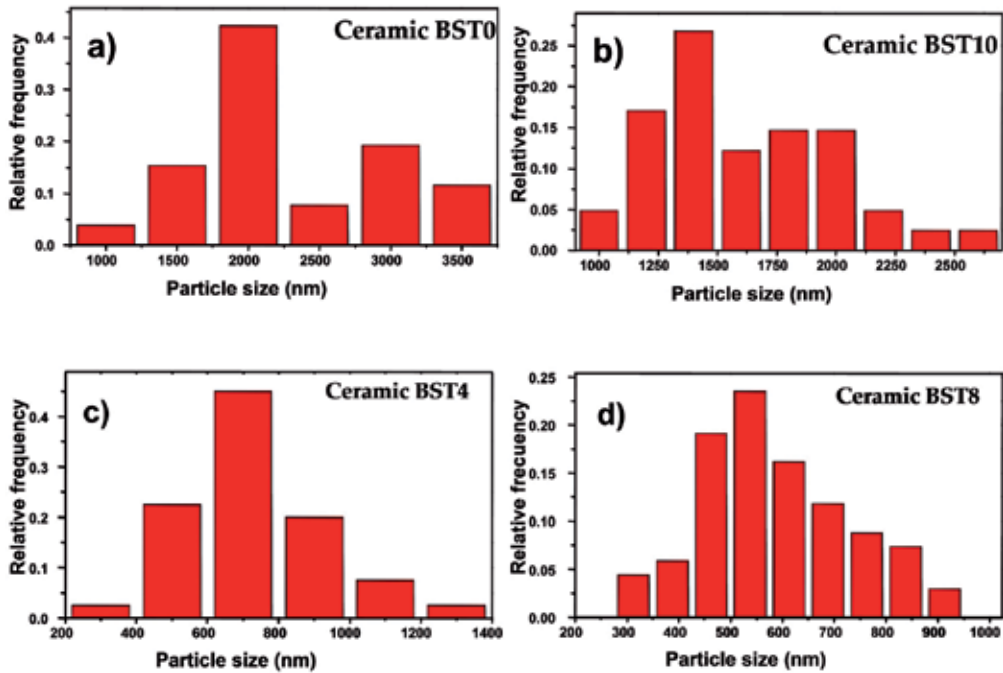 a)
Ceramic BST0
Relative frequency
0.4
0.3
0.2
0.1
0.0
1000 1500 2000 2500 3000 3500
Particle size (nm)
b)
Ceramic BST10
Relative frequency
0.25
0.20
0.15
0.10
0.05
0.00
1000 1250 1500 1750 2000 2250 2500
Particle size (nm)
c)
Ceramic BST4
Relative frequency
0.4
0.3
0.2
0.1
0.0
200 400 600 800 1000 1200 1400
Particle size (nm)
d)
Ceramic BST8
Relative frecuency
0.25
0.20
0.15
0.10
0.05
0.00
200 300 400 500 600 700 800 900 1000
Particle size (nm)